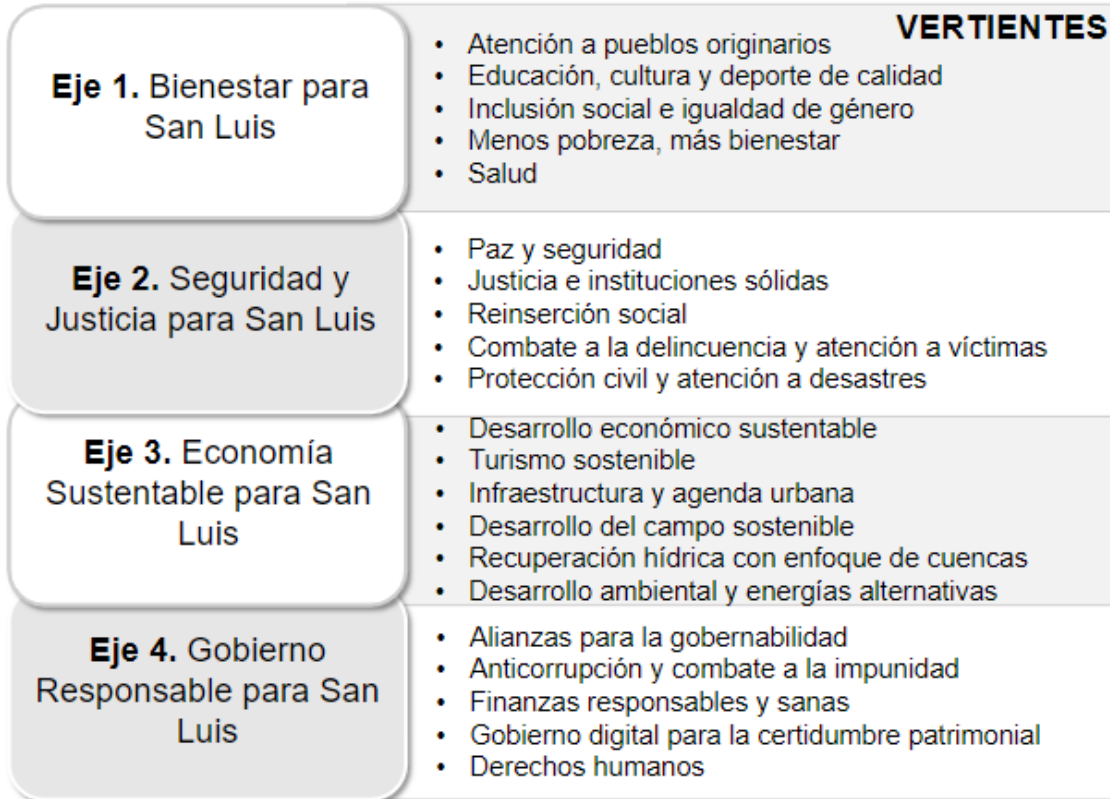 VERTIENTES
Eje 1. Bienestar para
San Luis
• Atención a pueblos originarios
• Educación, cultura y deporte de calidad
• Inclusión social e igualdad de género
• Menos pobreza, más bienestar
• Salud
Eje 2. Seguridad y
Justicia para San Luis
• Paz y seguridad
• Justicia e instituciones sólidas
• Reinserción social
• Combate a la delincuencia y atención a víctimas
• Protección civil y atención a desastres
Eje 3. Economía
Sustentable para San
Luis
• Desarrollo económico sustentable
• Turismo sostenible
• Infraestructura y agenda urbana
• Desarrollo del campo sostenible
• Recuperación hídrica con enfoque de cuencas
• Desarrollo ambiental y energías alternativas
Eje 4. Gobierno
Responsable para San
Luis
• Alianzas para la gobernabilidad
• Anticorrupción y combate a la impunidad
• Finanzas responsables y sanas
• Gobierno digital para la certidumbre patrimonial
• Derechos humanos